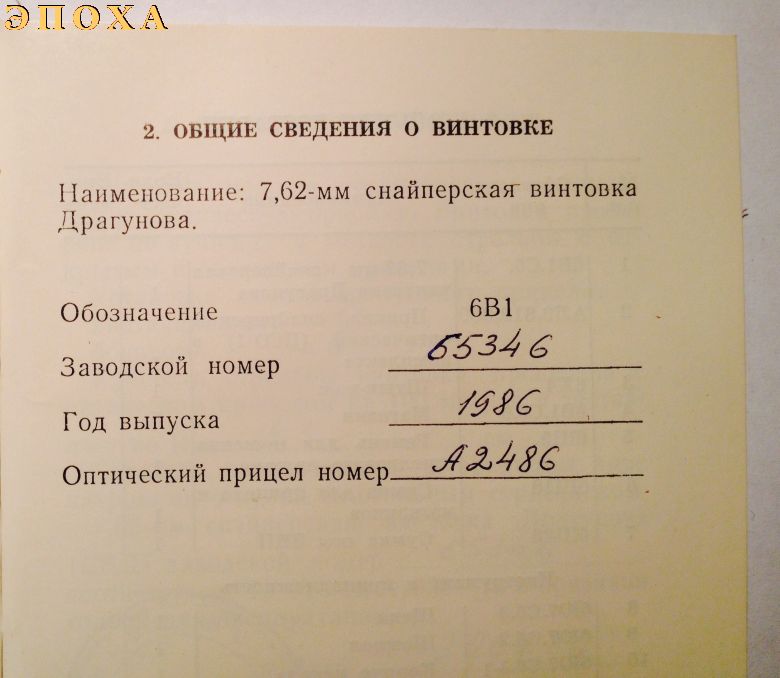 ЭПОХА
2. ОБЩИЕ СВЕДЕНИЯ О ВИНТОВКЕ
Наименование: 7,62-мм снайперская винтовка
Драгунова.
Обозначение 6В1
Заводской номер Б5346
Год выпуска 1986
Оптический прицел номер А2486